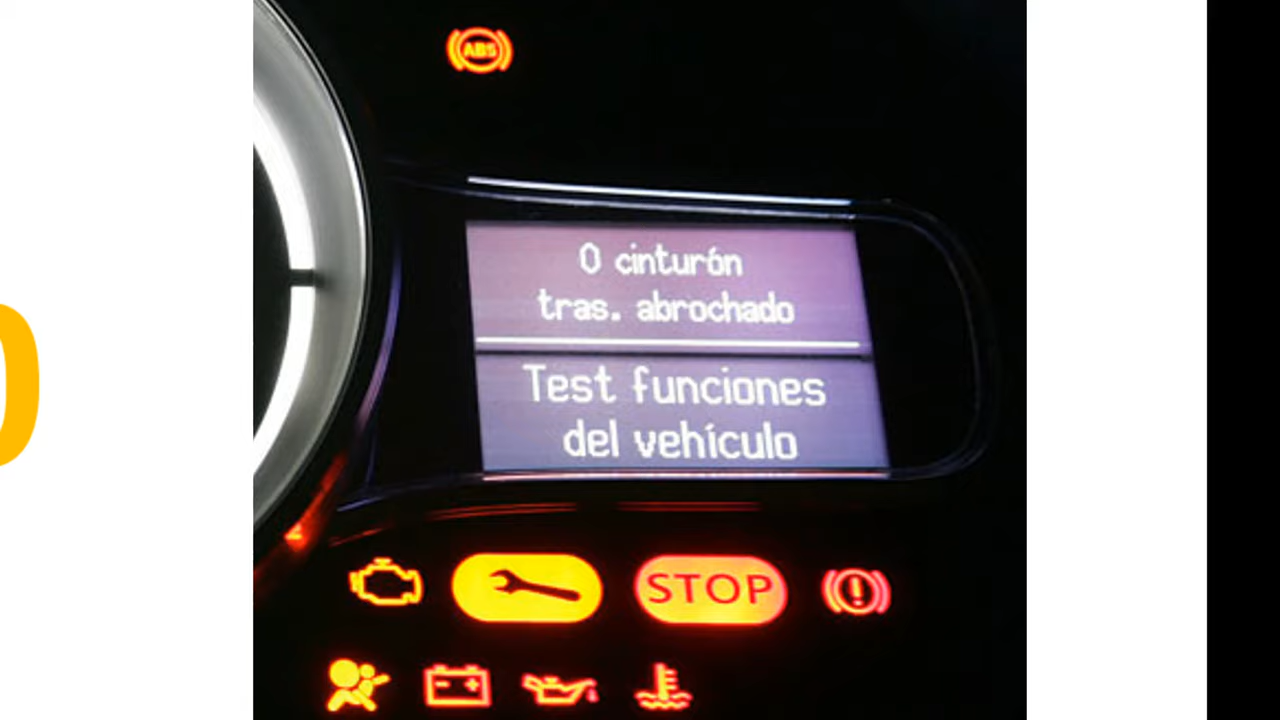 ABS
0 cinturón
tras. abrochado
Test funciones
del vehículo
STOP